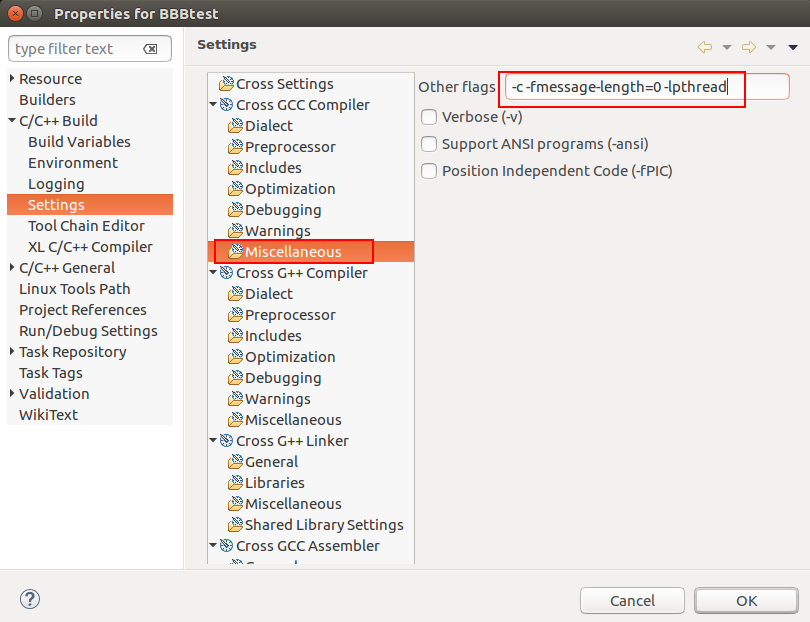 Properties for BBBtest
type filter text
Resource
Builders
C/C++ Build
Build Variables
Environment
Logging
Settings
Tool Chain Editor
XL C/C++ Compiler
C/C++ General
Linux Tools Path
Project References
Run/Debug Settings
Task Repository
Task Tags
Validation
WikiText
Settings
Cross Settings
Cross GCC Compiler
Dialect
Preprocessor
Includes
Optimization
Debugging
Warnings
Miscellaneous
Cross G++ Compiler
Dialect
Preprocessor
Includes
Optimization
Debugging
Warnings
Miscellaneous
Cross G++ Linker
General
Libraries
Miscellaneous
Shared Library Settings
Cross GCC Assembler
Other flags -c -fmessage-length=0 -lpthread
Verbose (-v)
Support ANSI programs (-ansi)
Position Independent Code (-fPIC)
?
Cancel
OK